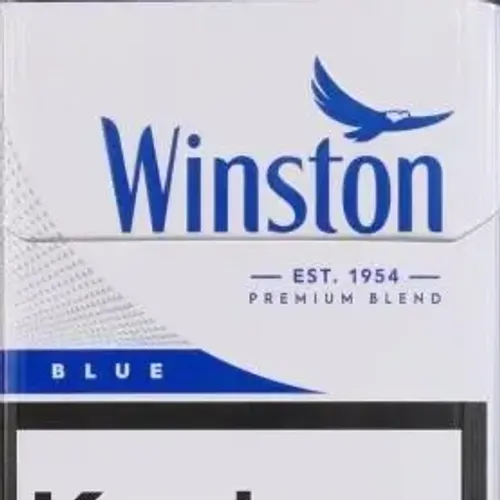 Winston
EST. 1954
PREMIUM BLEND
BLUE